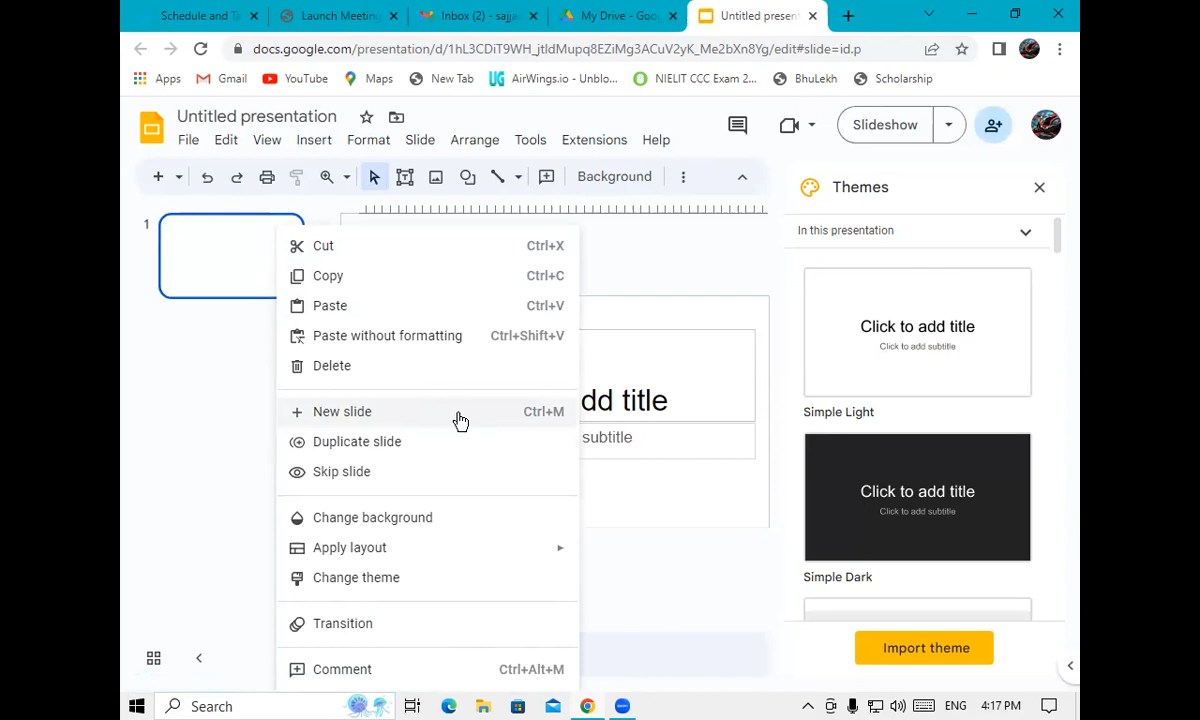 Schedule and Ta
Launch Meeting
Inbox (2) - sajja
My Drive - Goo
Untitled presen
docs.google.com/presentation/d/1hL3CDiT9WH_jtIdMupq8EZiMg3ACuV2yK_Me2bXn8Yg/edit#slide=id.p
Apps
Gmail
YouTube
Maps
New Tab
AirWings.io - Unblo...
NIELIT CCC Exam 2...
BhuLekh
Scholarship
Untitled presentation
File
Edit
View
Insert
Format
Slide
Arrange
Tools
Extensions
Help
Slideshow
Background
Themes
In this presentation
1
Cut Ctrl+X
Copy Ctrl+C
Paste Ctrl+V
Paste without formatting Ctrl+Shift+V
Delete
New slide Ctrl+M
Duplicate slide
Skip slide
Change background
Apply layout
Change theme
Transition
Comment Ctrl+Alt+M
dd title
subtitle
Click to add title
Click to add subtitle
Simple Light
Click to add title
Click to add subtitle
Simple Dark
Import theme
Search
ENG
4:17 PM